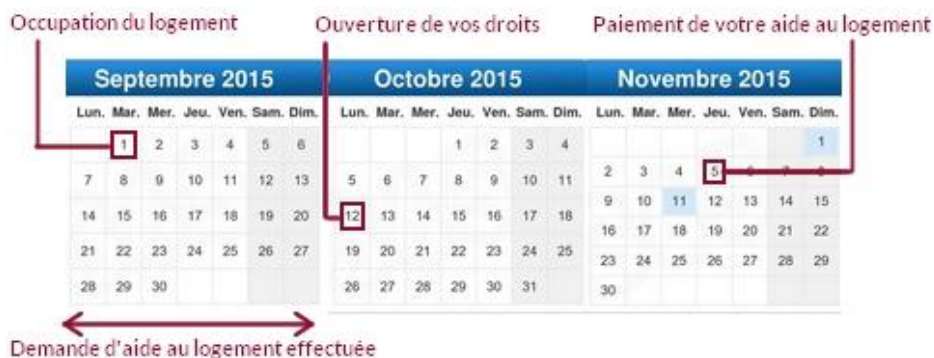 Occupation du logement Ouverture de vos droits Paiement de votre aide au logement
Septembre 2015 Octobre 2015 Novembre 2015
Lun. Mar. Mer. Jeu. Ven. Sam. Dim. Lun. Mar. Mer. Jeu. Ven. Sam. Dim. Lun. Mar. Mer. Jeu. Ven. Sam. Dim.
1 2 3 4 5 6 1 2 3 4 1
7 8 9 10 11 12 13 5 6 7 8 9 10 11 2 3 4 5 6 7 8
14 15 16 17 18 19 20 12 13 14 15 16 17 18 9 10 11 12 13 14 15
21 22 23 24 25 26 27 19 20 21 22 23 24 25 16 17 18 19 20 21 22
28 29 30 26 27 28 29 30 31 23 24 25 26 27 28 29
30
Demande d'aide au logement effectuée